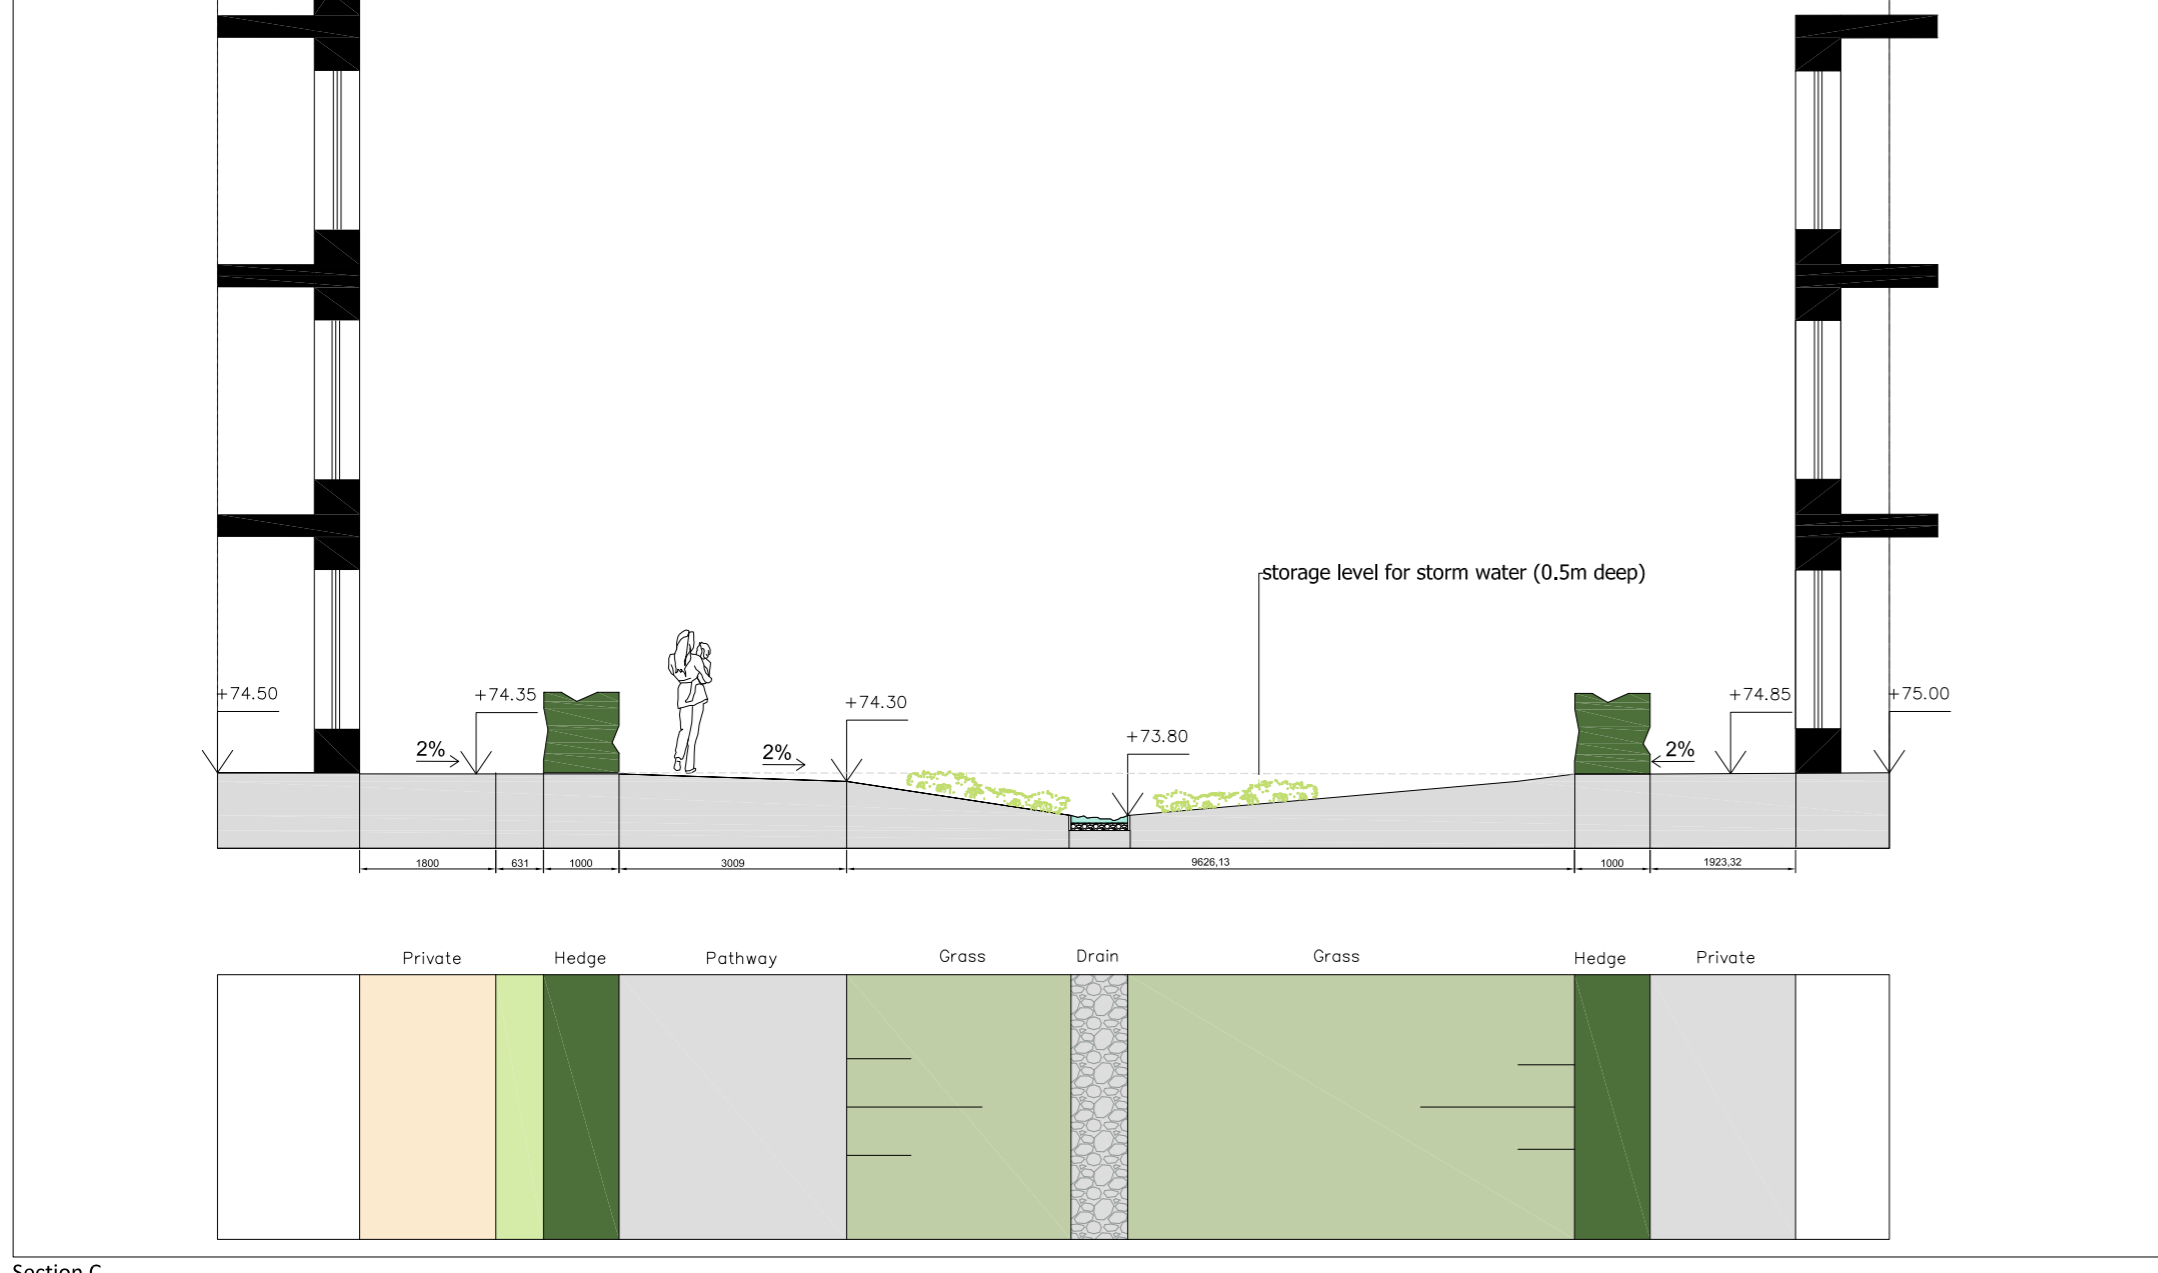 storage level for storm water (0.5m deep)
+74.50
+74.35
+74.30
+73.80
+74.85
+75.00
2%
2%
2%
1800
631
1000
3009
9626,13
1000
1923,32
Private
Hedge
Pathway
Grass
Drain
Grass
Hedge
Private
Section C